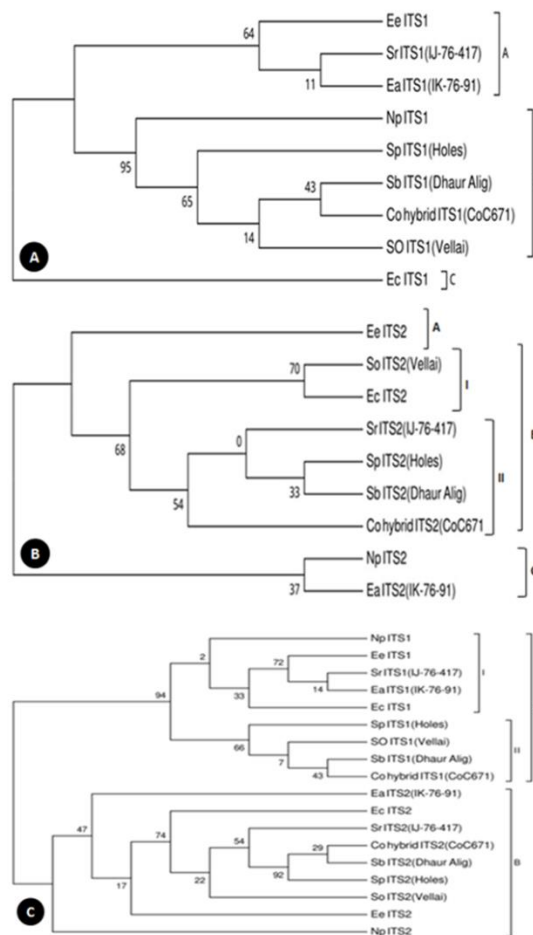 Ee ITS1
64
Sr ITS1(IJ-76-417)
A
Ea ITS1(IK-76-91)
11
Np ITS1
95
Sp ITS1(Holes)
65
Sb ITS1(Dhaur Alig)
43
Co hybrid ITS1(CoC671)
14
SO ITS1(Vellai)
A
Ec ITS1
C
Ee ITS2
A
70
So ITS2(Vellai)
I
Ec ITS2
68
Sr ITS2(IJ-76-417)
0
Sp ITS2(Holes)
II
33
Sb ITS2(Dhaur Alig)
54
Co hybrid ITS2(CoC671
B
Np ITS2
37
Ea ITS2(IK-76-91)
Np ITS1
2
Ee ITS1
72
Sr ITS1(IJ-76-417)
I
14
Ea ITS1(IK-76-91)
33
Ec ITS1
94
Sp ITS1(Holes)
66
SO ITS1(Vellai)
II
7
Sb ITS1(Dhaur Alig)
43
Co hybrid ITS1(CoC671)
Ea ITS2(IK-76-91)
47
Ec ITS2
74
Sr ITS2(IJ-76-417)
54
Co hybrid ITS2(CoC671)
29
B
Sb ITS2(Dhaur Alig)
92
Sp ITS2(Holes)
22
So ITS2(Vellai)
17
Ee ITS2
C
Np ITS2